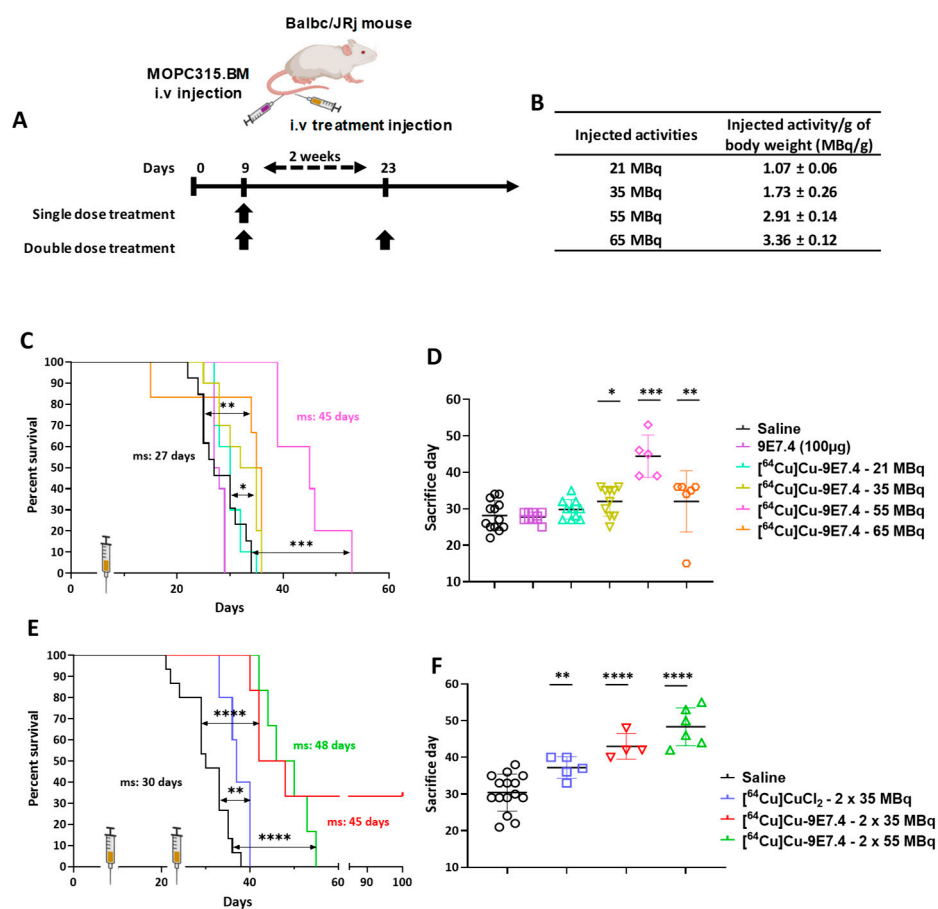 Balbc/JRj mouse
MOPC315.BM
i.v injection
A
i.v treatment injection
2 weeks
Days 0 9 23
Single dose treatment
Double dose treatment
B
Injected activities Injected activity/g of
body weight (MBq/g)
21 MBq 1.07 ± 0.06
35 MBq 1.73 ± 0.26
55 MBq 2.91 ± 0.14
65 MBq 3.36 ± 0.12
C
Percent survival
100
90
80
70
60
50
40
30
20
10
0
**
ms: 45 days
ms: 27 days
*
***
0 20 40 60
Days
D
Sacrifice day
60
50
40
30
20
10
* *** **
Saline
9E7.4 (100µg)
[⁶⁴Cu]Cu-9E7.4 - 21 MBq
[⁶⁴Cu]Cu-9E7.4 - 35 MBq
[⁶⁴Cu]Cu-9E7.4 - 55 MBq
[⁶⁴Cu]Cu-9E7.4 - 65 MBq
E
Percent survival
100
90
80
70
60
50
40
30
20
10
0
****
ms: 48 days
ms: 30 days
**
ms: 45 days
****
0 20 40 60 90 100
Days
F
Sacrifice day
60
50
40
30
20
10
** **** ****
Saline
[⁶⁴Cu]CuCl₂ - 2 x 35 MBq
[⁶⁴Cu]Cu-9E7.4 - 2 x 35 MBq
[⁶⁴Cu]Cu-9E7.4 - 2 x 55 MBq